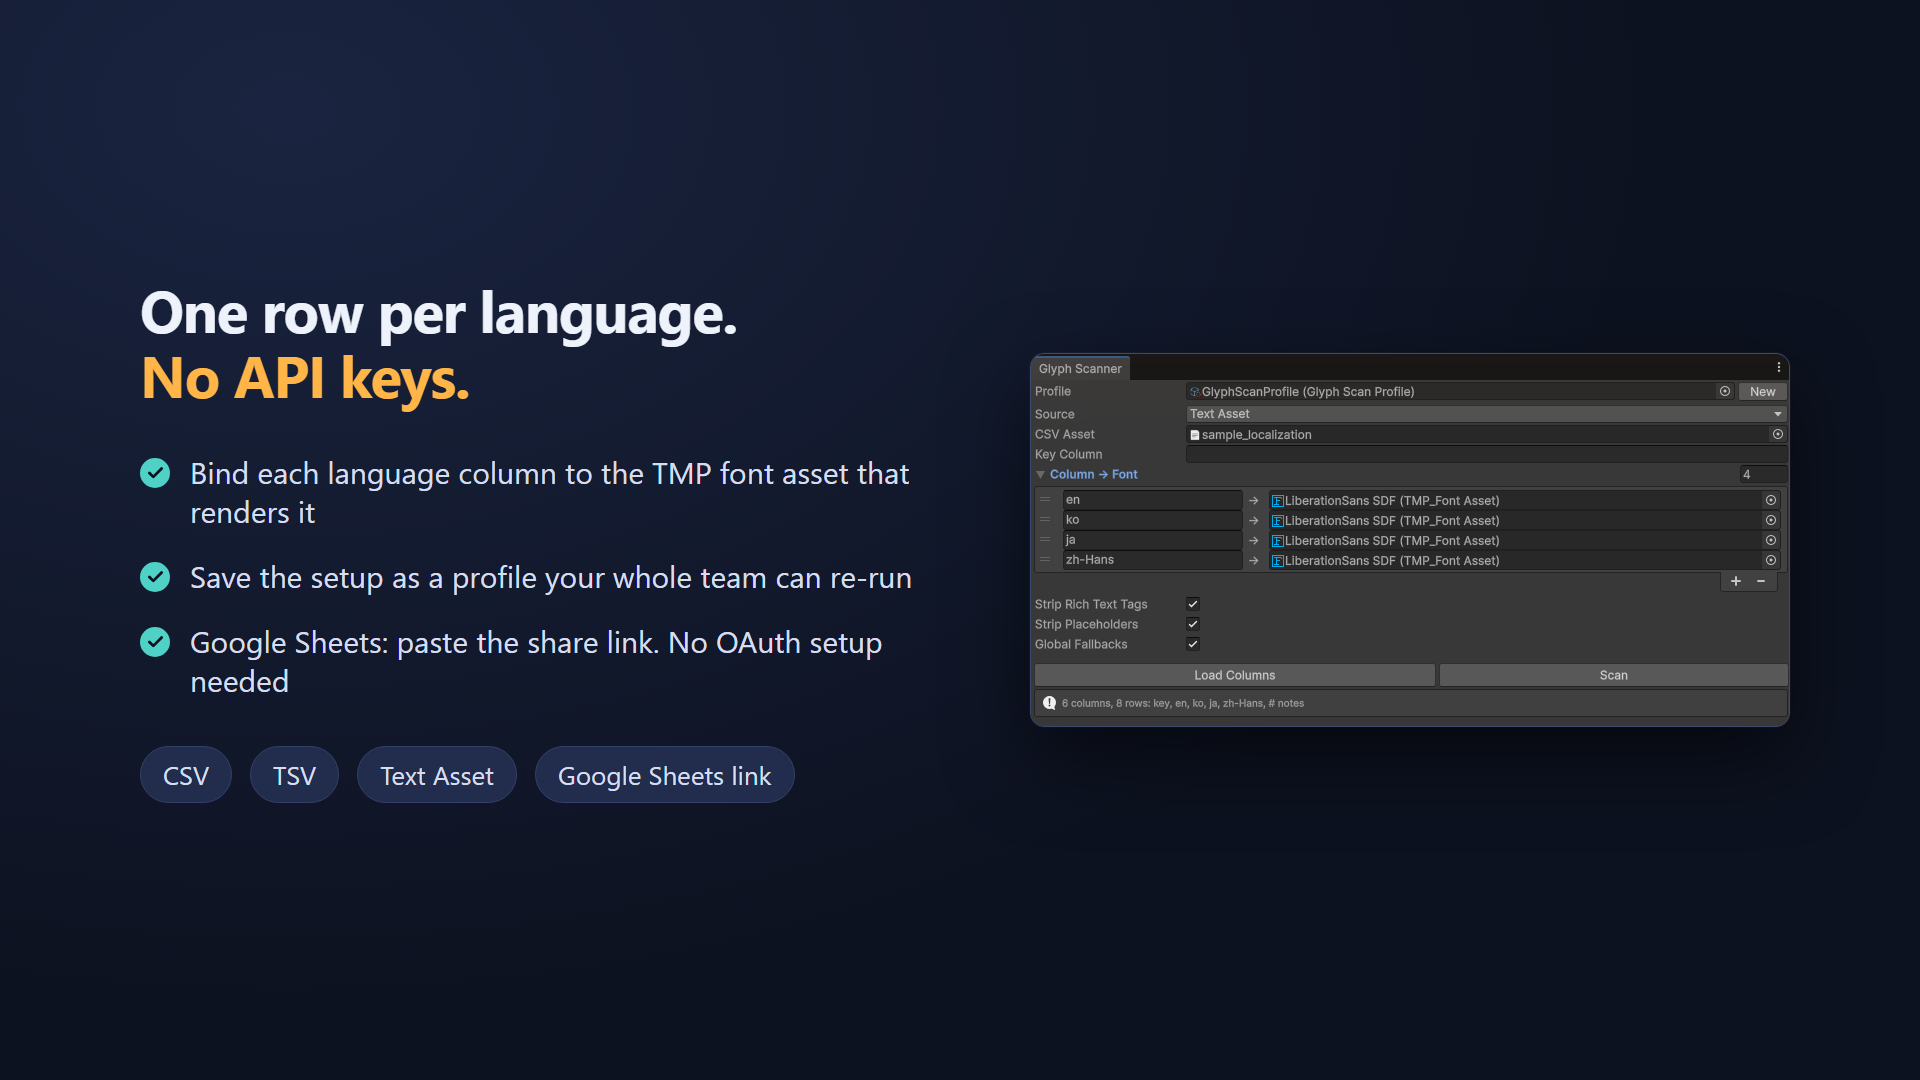 One row per language.
No API keys.
Bind each language column to the TMP font asset that
renders it
Save the setup as a profile your whole team can re-run
Google Sheets: paste the share link. No OAuth setup
needed
CSV
TSV
Text Asset
Google Sheets link
Glyph Scanner
Profile
GlyphScanProfile (Glyph Scan Profile)
New
Source
Text Asset
CSV Asset
sample_localization
Key Column
Column → Font
4
en → LiberationSans SDF (TMP_Font Asset)
ko → LiberationSans SDF (TMP_Font Asset)
ja → LiberationSans SDF (TMP_Font Asset)
zh-Hans → LiberationSans SDF (TMP_Font Asset)
+ −
Strip Rich Text Tags
Strip Placeholders
Global Fallbacks
Load Columns
Scan
6 columns, 8 rows: key, en, ko, ja, zh-Hans, # notes